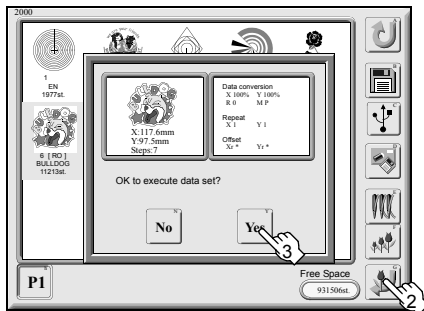 2000
1
EN
1977st.
6 [ RO ]
BULLDOG
11213st.
X:117.6mm
Y:97.5mm
Steps:7
Data conversion
X 100% Y 100%
R 0 M P
Repeat
X 1 Y 1
Offset
Xr * Yr *
OK to execute data set?
No
Yes
3
P1
Free Space
931506st.
2